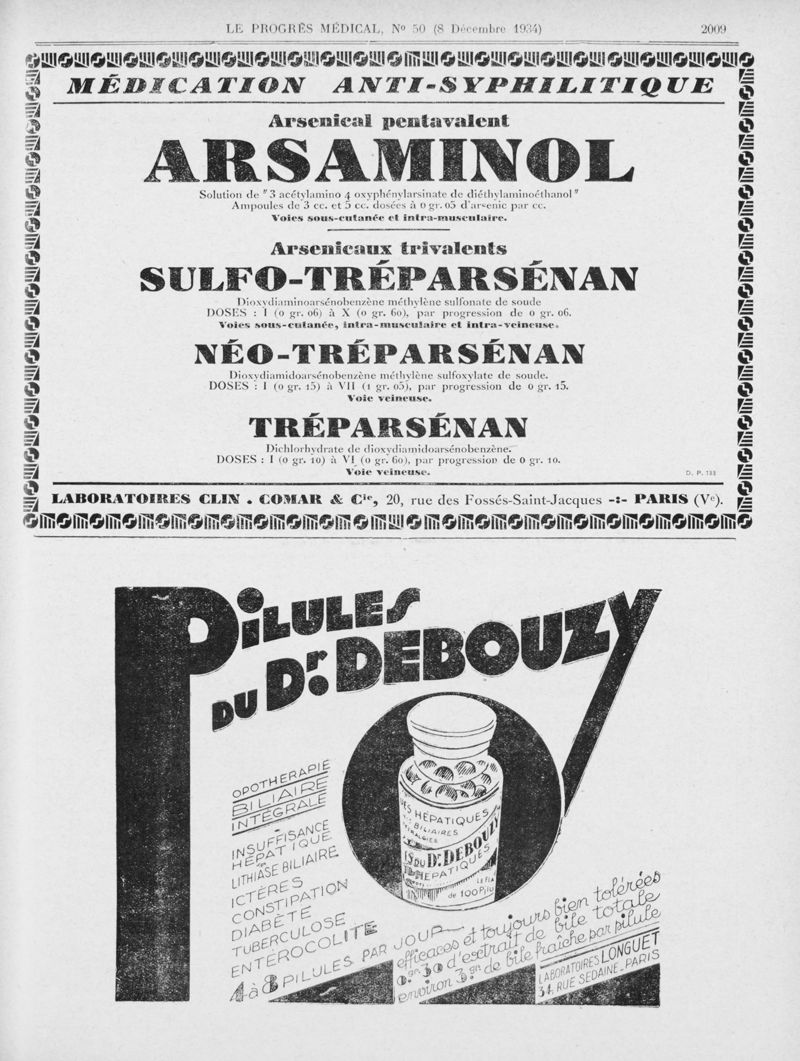 LE PROGRÈS MÉDICAL, No 50 (8 Décembre 1934) 2009
MÉDICATION ANTI-SYPHILITIQUE
Arsenical pentavalent
ARSAMINOL
Solution de "3 acétylamino 4 oxyphénylarsinate de diéthylaminoéthanol"
Ampoules de 3 cc. et 5 cc. dosées à 0 gr. 05 d'arsenic par cc.
Voies sous-cutanée et intra-musculaire.
Arsenicaux trivalents
SULFO-TRÉPARSÉNAN
Dioxydiaminoarsénobenzène méthylène sulfonate de soude
DOSES : I (0 gr. 06) à X (0 gr. 60), par progression de 0 gr. 06.
Voies sous-cutanée, intra-musculaire et intra-veineuse.
NÉO-TRÉPARSÉNAN
Dioxydiamidoarsénobenzène méthylène sulfoxylate de soude.
DOSES : I (0 gr. 15) à VII (1 gr. 05), par progression de 0 gr. 15.
Voie veineuse.
TRÉPARSÉNAN
Dichlorhydrate de dioxydiamidoarsénobenzène.
DOSES : I (0 gr. 10) à VI (0 gr. 60), par progression de 0 gr. 10.
Voie veineuse.
D. P. 133
LABORATOIRES CLIN . COMAR & Cie, 20, rue des Fossés-Saint-Jacques -:- PARIS (Ve).
PILULES
DU Dr. DEBOUZY
OPOTHERAPIE
BILIAIRE
INTÉGRALE
INSUFFISANCE
HÉPATIQUE
LITHIASE BILIAIRE
ICTÈRES
CONSTIPATION
DIABÈTE
TUBERCULOSE
ENTÉROCOLITE
4 à 8 PILULES PAR JOUR
ES HÉPATIQUES
BILIAIRES
S DU Dr. DEBOUZY
HÉPATIQUES
de 100 Pilu
efficaces et toujours bien tolérées
0 gr. 30 d'extrait de bile totale
environ 3 grs de bile fraîche par pilule
LABORATOIRES LONGUET
34, RUE SEDAINE _ PARIS